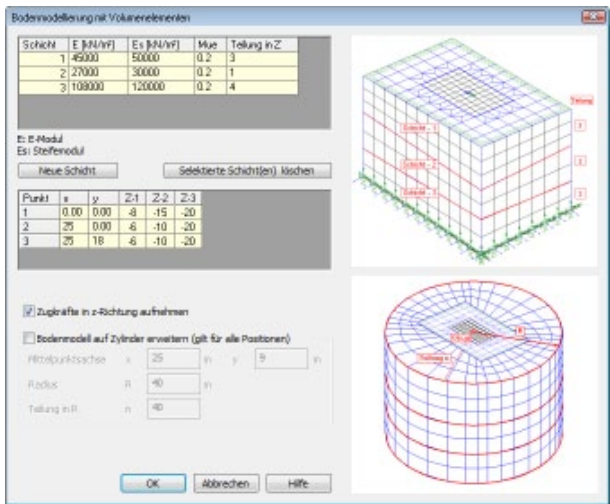 Bodenmodellierung mit Volumenelementen
Schicht E [kN/m²] Es [kN/m²] Mue Teilung in Z
1 45000 50000 0.2 3
2 27000 30000 0.2 1
3 108000 120000 0.2 4
E: E-Modul
Es: Steifemodul
Neue Schicht Selektierte Schicht(en) löschen
Punkt x y Z-1 Z-2 Z-3
1 0.00 0.00 -8 -15 -20
2 25 0.00 -6 -10 -20
3 25 18 -6 -10 -20
Zugkräfte in z-Richtung aufnehmen
Bodenmodell auf Zylinder erweitern (gilt für alle Positionen)
Mittelpunktsachse x 25 m y 9 m
Radius R 40 m
Teilung in R n 40
OK Abbrechen Hilfe
Teilung
Schicht - 1
Schicht - 2
Schicht - 3
R